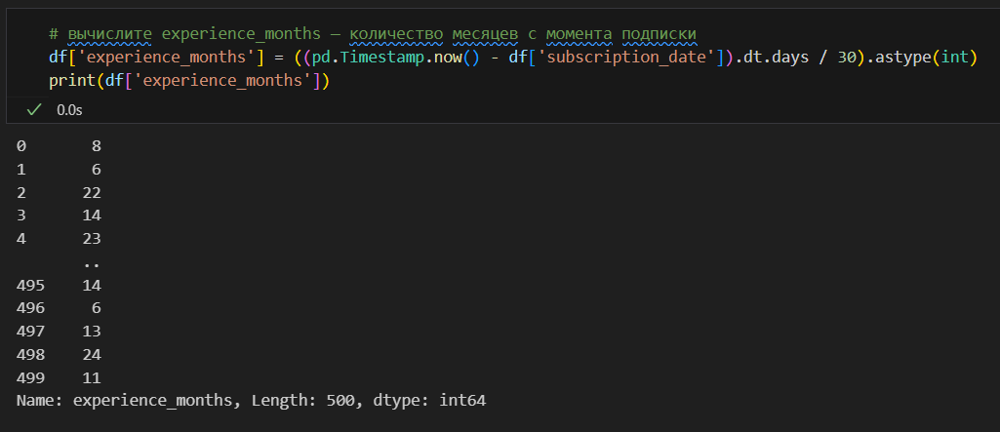 # вычислите experience_months — количество месяцев с момента подписки
df['experience_months'] = ((pd.Timestamp.now() - df['subscription_date']).dt.days / 30).astype(int)
print(df['experience_months'])
✓ 0.0s
0 8
1 6
2 22
3 14
4 23
..
495 14
496 6
497 13
498 24
499 11
Name: experience_months, Length: 500, dtype: int64